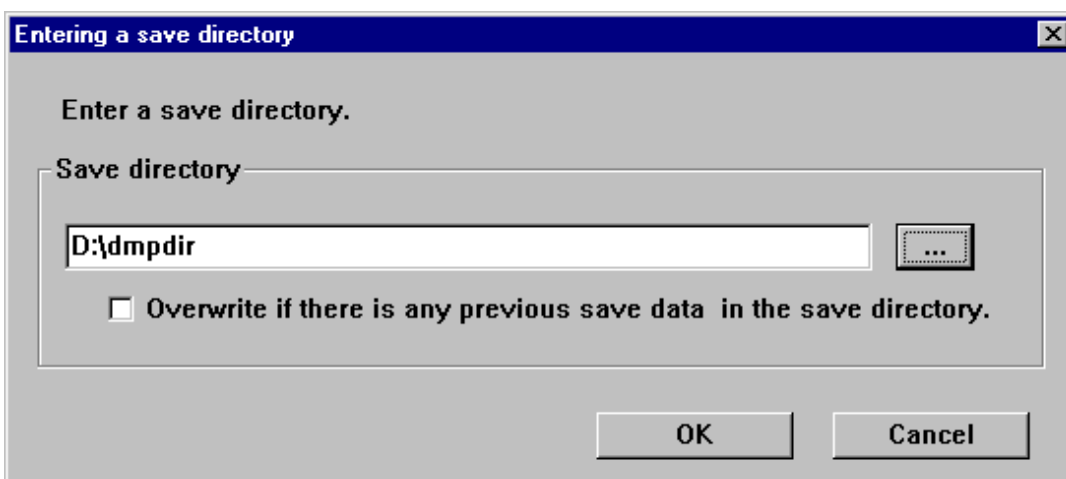 Entering a save directory
Enter a save directory.
Save directory
D:\dmpdir
...
Overwrite if there is any previous save data  in the save directory.
OK
Cancel